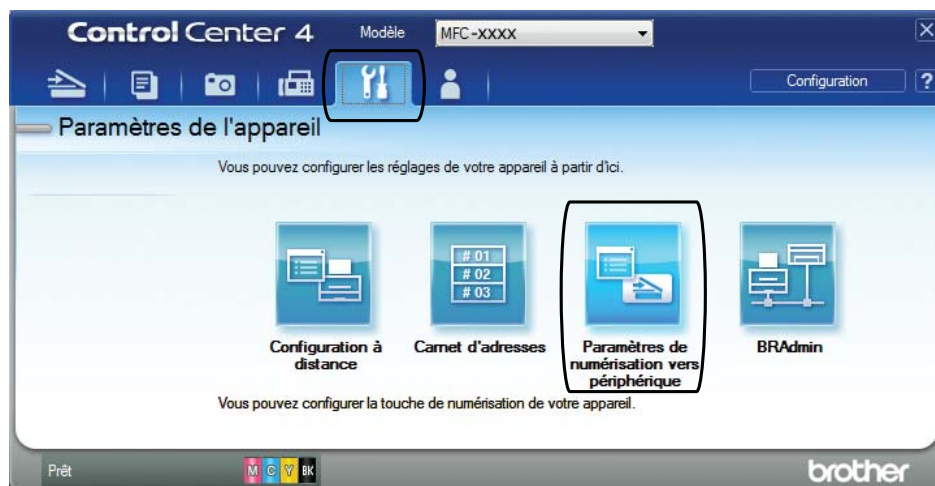 Control Center 4 Modèle MFC-XXXX
Configuration ?
Paramètres de l'appareil
Vous pouvez configurer les réglages de votre appareil à partir d'ici.
# 01
# 02
# 03
Configuration à
distance
Carnet d'adresses
Paramètres de
numérisation vers
périphérique
BRAdmin
Vous pouvez configurer la touche de numérisation de votre appareil.
Prêt M C Y BK brother